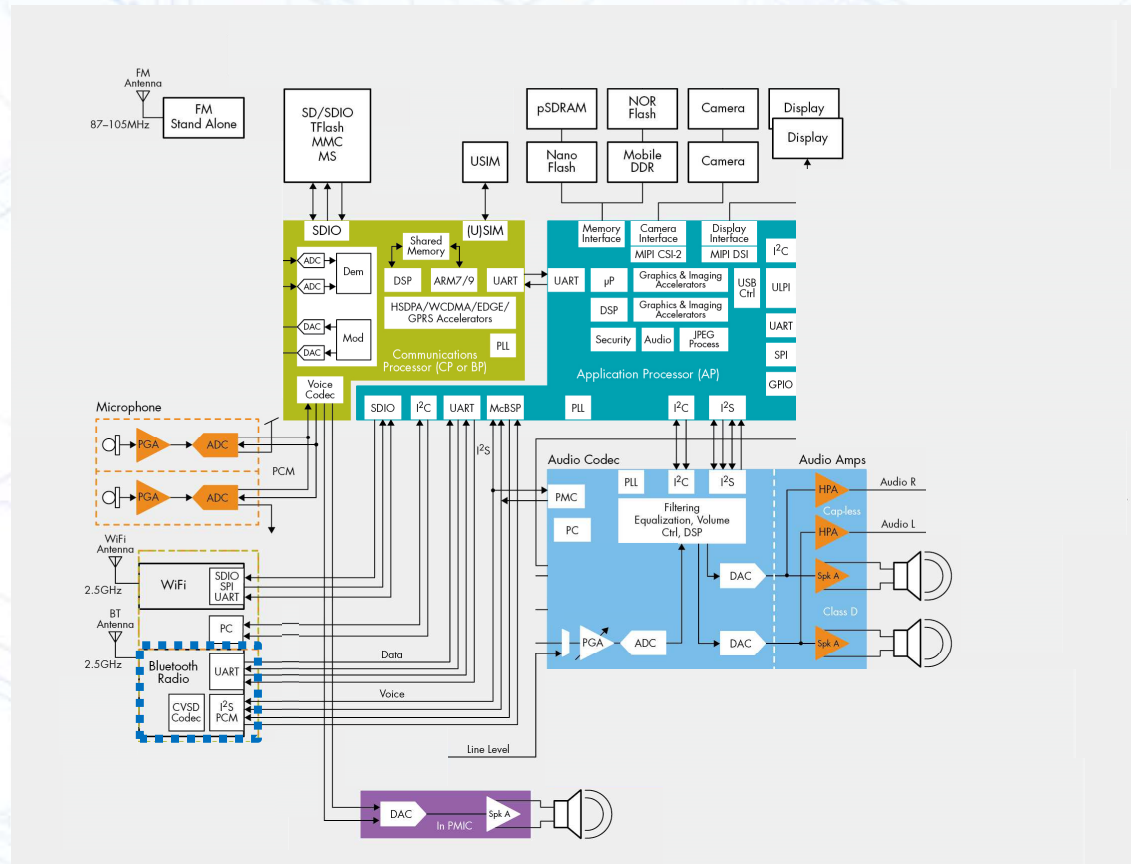 FM
Antenna
87–105MHz
FM
Stand Alone
SD/SDIO
TFlash
MMC
MS
USIM
pSDRAM
NOR
Flash
Camera
Display
Display
Nano
Flash
Mobile
DDR
Camera
SDIO
(U)SIM
Shared
Memory
ADC
ADC
Dem
DSP
ARM7/9
UART
HSDPA/WCDMA/EDGE/
GPRS Accelerators
DAC
DAC
Mod
PLL
Communications
Processor (CP or BP)
Voice
Codec
Memory
Interface
Camera
Interface
MIPI CSI-2
Display
Interface
MIPI DSI
I²C
UART
µP
Graphics & Imaging
Accelerators
USB
Ctrl
ULPI
DSP
Graphics & Imaging
Accelerators
UART
Security
Audio
JPEG
Process
SPI
Application Processor (AP)
GPIO
SDIO
I²C
UART
McBSP
PLL
I²C
I²S
Microphone
PGA
ADC
PCM
PGA
ADC
I²S
Audio Codec
Audio Amps
PMC
PLL
I²C
I²S
PC
Filtering
Equalization, Volume
Ctrl, DSP
HPA
Audio R
Cap-less
HPA
Audio L
DAC
Spk A
Class D
PGA
ADC
DAC
Spk A
WiFi
Antenna
2.5GHz
WiFi
SDIO
SPI
UART
BT
Antenna
2.5GHz
PC
Data
Bluetooth
Radio
UART
Voice
CVSD
Codec
I²S
PCM
Line Level
DAC
Spk A
In PMIC